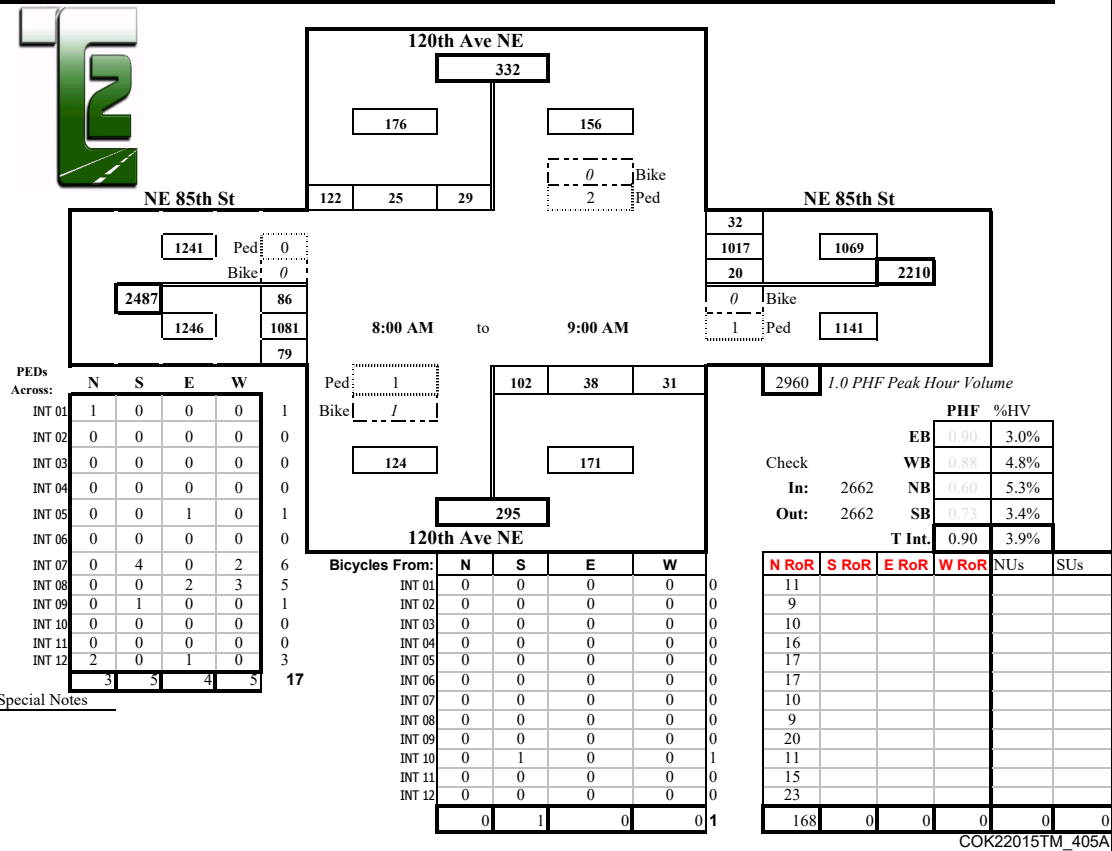 T2
120th Ave NE
332
176 156
0 Bike
2 Ped
NE 85th St
122 25 29
NE 85th St
32
1241 Ped 0
1017 1069
Bike 0
20 2210
2487 86
0 Bike
1246 1081
8:00 AM to 9:00 AM
1 Ped 1141
79
PEDs
Across: N S E W
INT 01 1 0 0 0 1
INT 02 0 0 0 0 0
INT 03 0 0 0 0 0
INT 04 0 0 0 0 0
INT 05 0 0 1 0 1
INT 06 0 0 0 0 0
INT 07 0 4 0 2 6
INT 08 0 0 2 3 5
INT 09 0 1 0 0 1
INT 10 0 0 0 0 0
INT 11 0 0 0 0 0
INT 12 2 0 1 0 3
3 5 4 5 17
Special Notes
Ped 1
102 38 31
Bike 1
124 171
295
120th Ave NE
2960 1.0 PHF Peak Hour Volume
PHF %HV
EB 0.90 3.0%
Check WB 0.88 4.8%
In: 2662 NB 0.60 5.3%
Out: 2662 SB 0.73 3.4%
T Int. 0.90 3.9%
Bicycles From: N S E W
INT 01 0 0 0 0 0
INT 02 0 0 0 0 0
INT 03 0 0 0 0 0
INT 04 0 0 0 0 0
INT 05 0 0 0 0 0
INT 06 0 0 0 0 0
INT 07 0 0 0 0 0
INT 08 0 0 0 0 0
INT 09 0 0 0 0 0
INT 10 0 1 0 0 1
INT 11 0 0 0 0 0
INT 12 0 0 0 0 0
0 1 0 0 1
N RoR S RoR E RoR W RoR NUs SUs
11
9
10
16
17
17
10
9
20
11
15
23
168 0 0 0 0 0
COK22015TM_405A